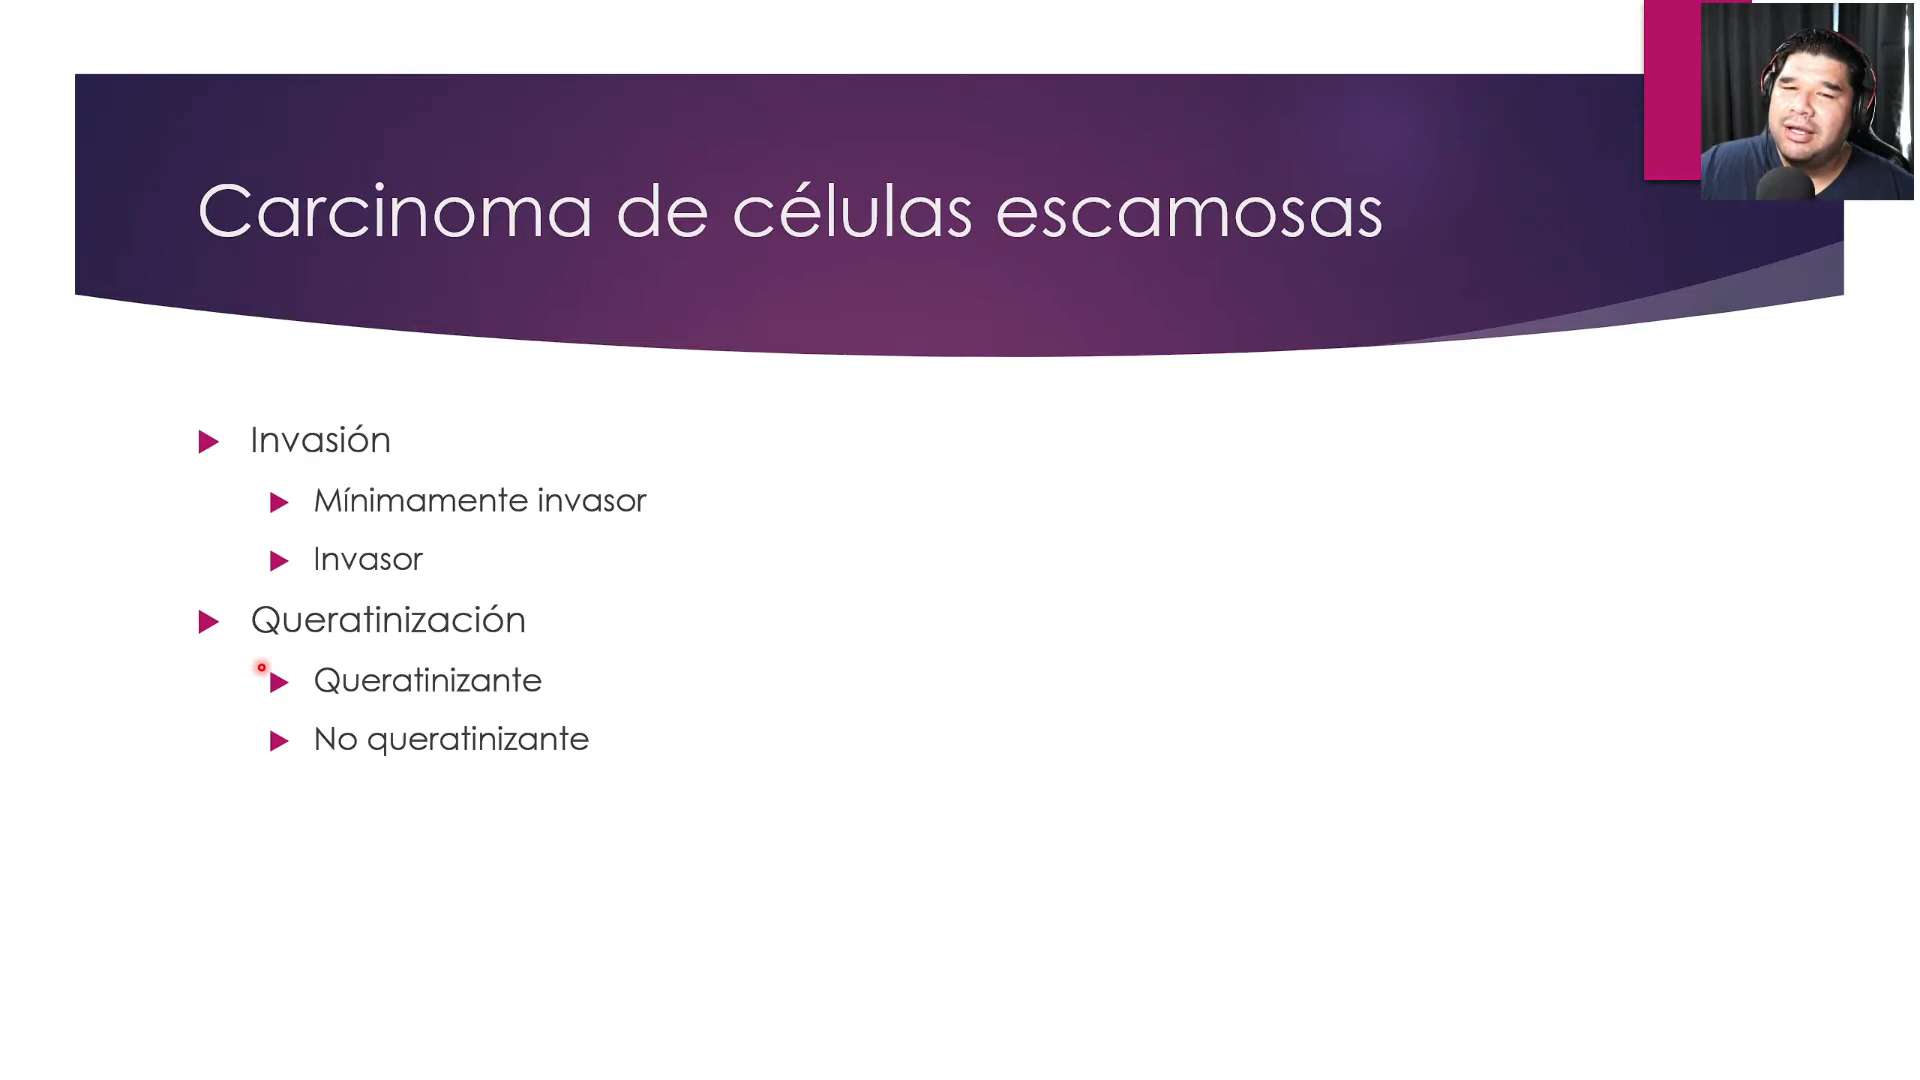 Carcinoma de células escamosas
Invasión
Mínimamente invasor
Invasor
Queratinización
Queratinizante
No queratinizante